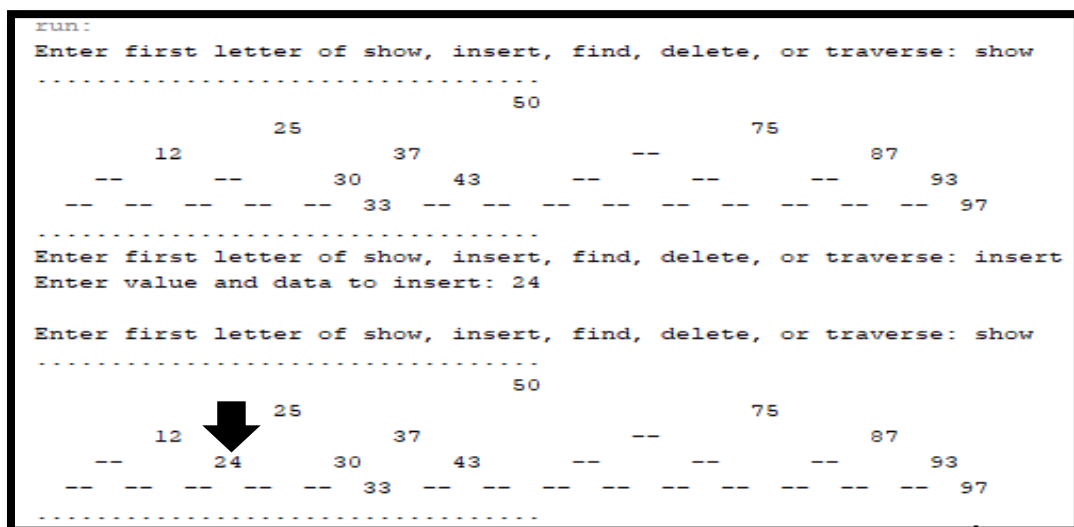 run:
Enter first letter of show, insert, find, delete, or traverse: show
..................................
50
25 75
12 37 -- 87
-- -- 30 43 -- -- -- 93
-- -- -- -- -- 33 -- -- -- -- -- -- -- -- -- 97
..................................
Enter first letter of show, insert, find, delete, or traverse: insert
Enter value and data to insert: 24
Enter first letter of show, insert, find, delete, or traverse: show
..................................
50
25 75
12 37 -- 87
-- 24 30 43 -- -- -- 93
-- -- -- -- -- 33 -- -- -- -- -- -- -- -- -- 97
..................................